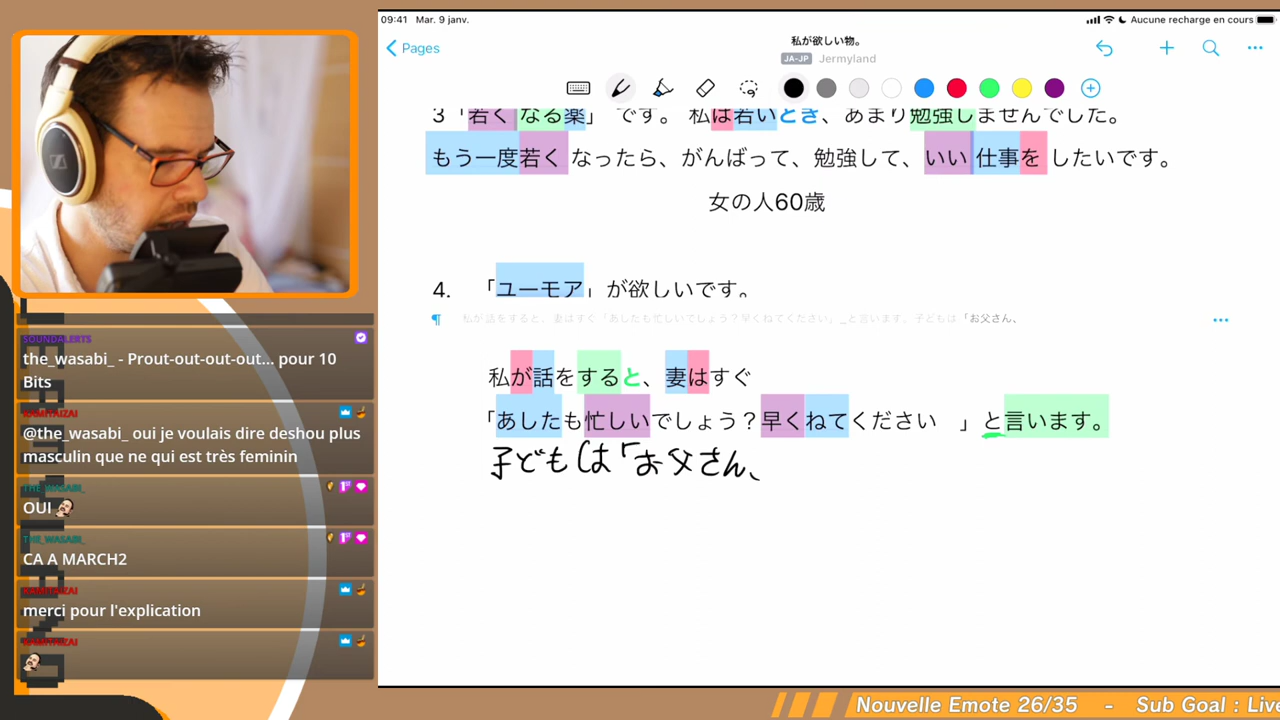 09:41 Mar. 9 janv.
Aucune recharge en cours
Pages
私が欲しい物。
JA-JP Jermyland
3「若くなる楽」です。私は若いとき、あまり勉強しませんでした。
もう一度若くなったら、がんばって、勉強して、いい仕事をしたいです。
女の人60歳
4. 「ユーモア」が欲しいです。
私が話をすると、妻はすぐ「あしたも忙しいでしょう?早くねてください」_と言います。子どもは「お父さん、
私が話をすると、妻はすぐ
「あしたも忙しいでしょう?早くねてください 」と言います。
子どもは「お父さん、
SOUNDALERTS
the_wasabi_ - Prout-out-out-out... pour 10
Bits
KAMITAIZAI
@the_wasabi_ oui je voulais dire deshou plus
masculin que ne qui est très feminin
THE_WASABI_
OUI
THE_WASABI_
CA A MARCH2
KAMITAIZAI
merci pour l'explication
KAMITAIZAI
Nouvelle Emote 26/35 - Sub Goal : Live